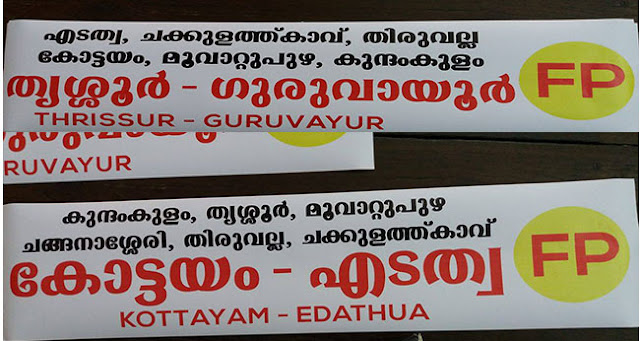 എടത്വ, ചക്കുളത്ത്കാവ്, തിരുവല്ല
കോട്ടയം, മൂവാറ്റുപുഴ, കുന്ദംകുളം
തൃശ്ശൂർ - ഗുരുവായൂർ FP
THRISSUR - GURUVAYUR
RUVAYUR
കുന്ദംകുളം, തൃശ്ശൂർ, മൂവാറ്റുപുഴ
ചങ്ങനാശ്ശേരി, തിരുവല്ല, ചക്കുളത്ത്കാവ്
കോട്ടയം - എടത്വ FP
KOTTAYAM - EDATHUA